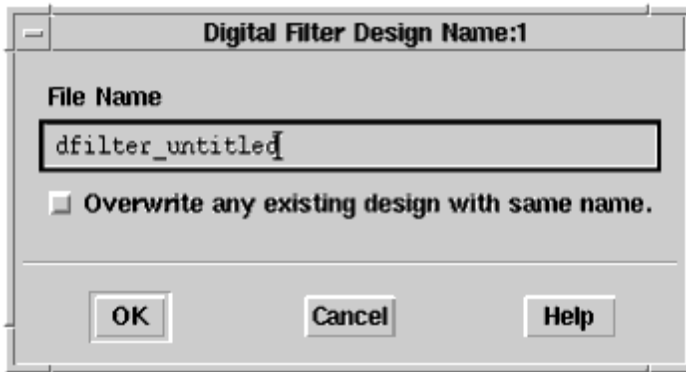 Digital Filter Design Name:1
File Name
dfilter_untitled
Overwrite any existing design with same name.
OK Cancel Help